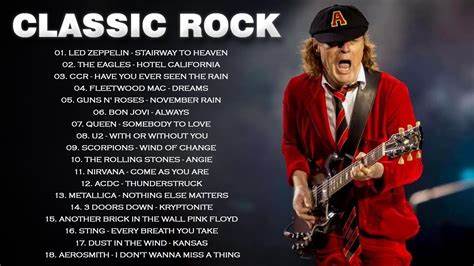 CLASSIC ROCK
A
01. LED ZEPPELIN - STAIRWAY TO HEAVEN
02. THE EAGLES - HOTEL CALIFORNIA
03. CCR - HAVE YOU EVER SEEN THE RAIN
04. FLEETWOOD MAC - DREAMS
05. GUNS N' ROSES - NOVEMBER RAIN
06. BON JOVI - ALWAYS
07. QUEEN - SOMEBODY TO LOVE
08. U2 - WITH OR WITHOUT YOU
09. SCORPIONS - WIND OF CHANGE
10. THE ROLLING STONES - ANGIE
11. NIRVANA - COME AS YOU ARE
12. ACDC - THUNDERSTRUCK
13. METALLICA - NOTHING ELSE MATTERS
14. 3 DOORS DOWN - KRYPTONITE
15. ANOTHER BRICK IN THE WALL PINK FLOYD
16. STING - EVERY BREATH YOU TAKE
17. DUST IN THE WIND - KANSAS
18. AEROSMITH - I DON'T WANNA MISS A THING